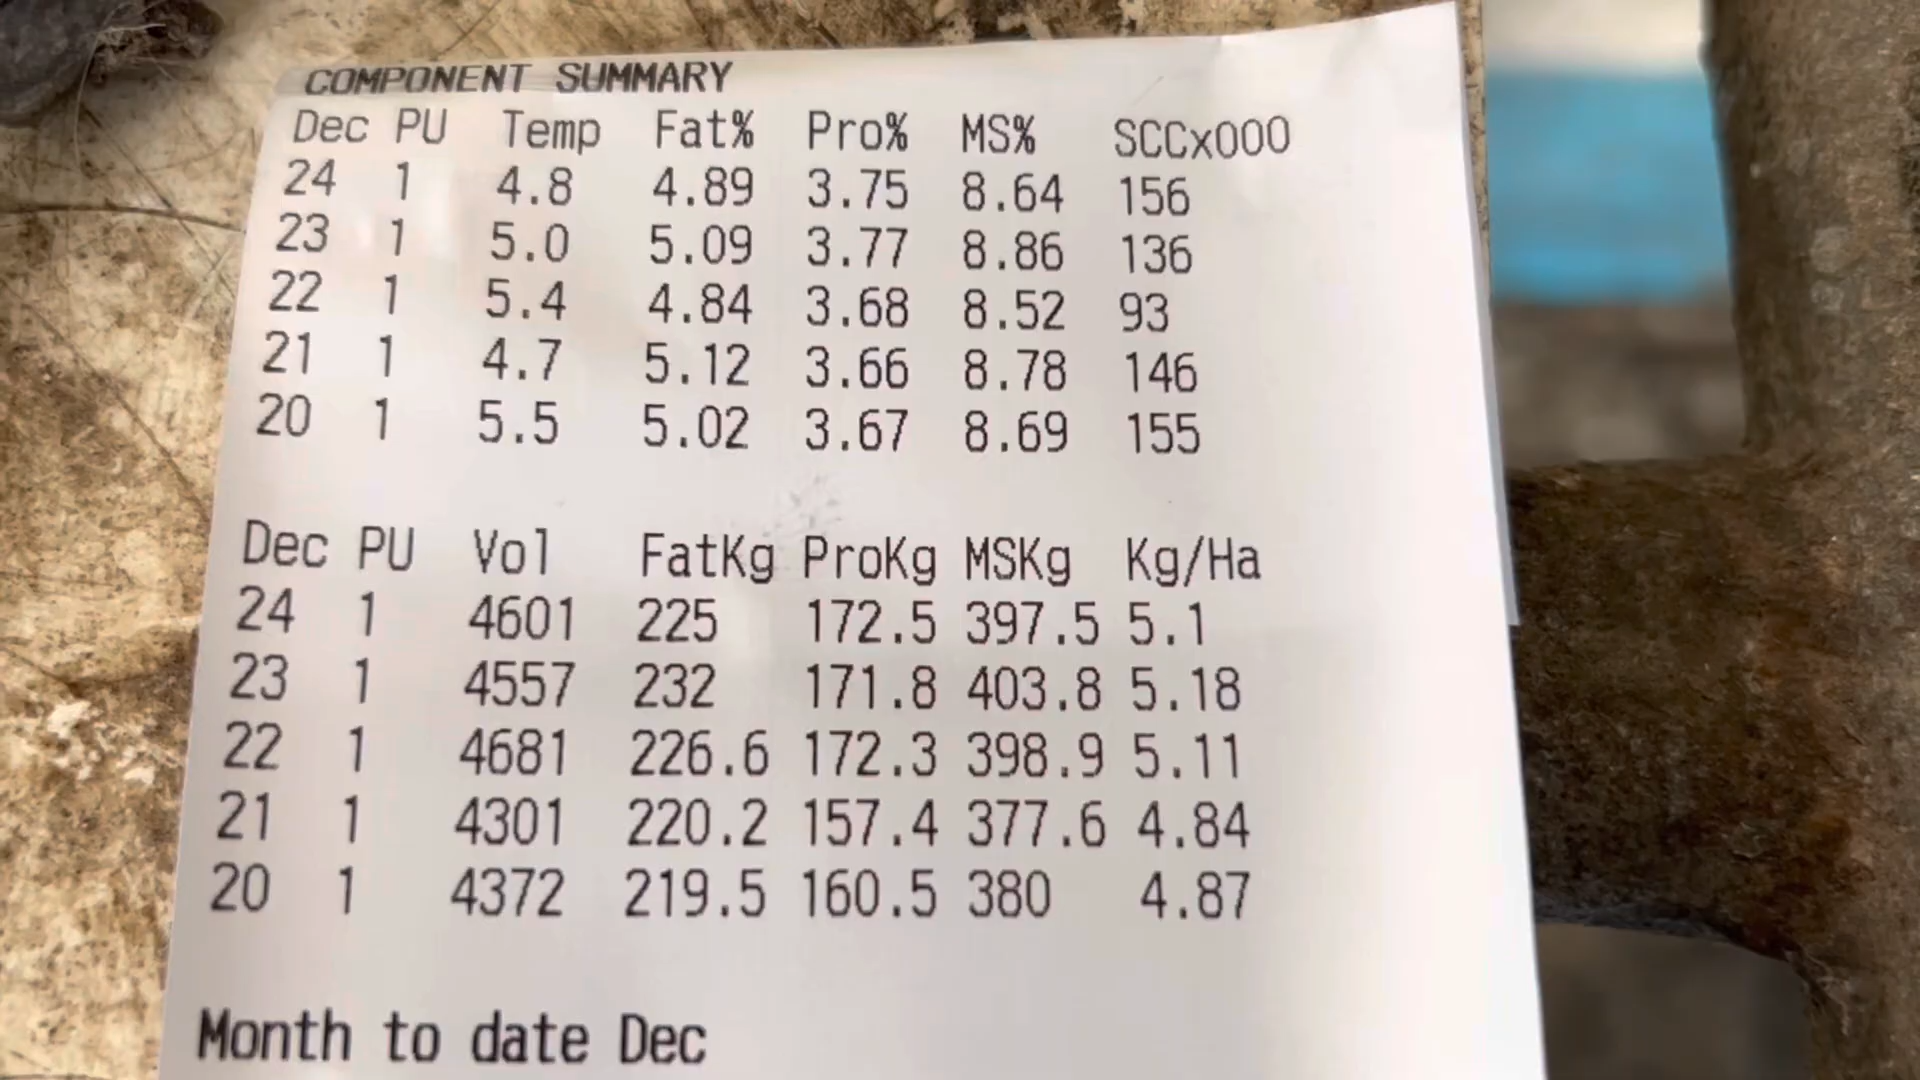 COMPONENT SUMMARY
Dec PU Temp Fat% Pro% MS% SCCx000
24 1 4.8 4.89 3.75 8.64 156
23 1 5.0 5.09 3.77 8.86 136
22 1 5.4 4.84 3.68 8.52 93
21 1 4.7 5.12 3.66 8.78 146
20 1 5.5 5.02 3.67 8.69 155
Dec PU Vol FatKg ProKg MSKg Kg/Ha
24 1 4601 225 172.5 397.5 5.1
23 1 4557 232 171.8 403.8 5.18
22 1 4681 226.6 172.3 398.9 5.11
21 1 4301 220.2 157.4 377.6 4.84
20 1 4372 219.5 160.5 380 4.87
Month to date Dec